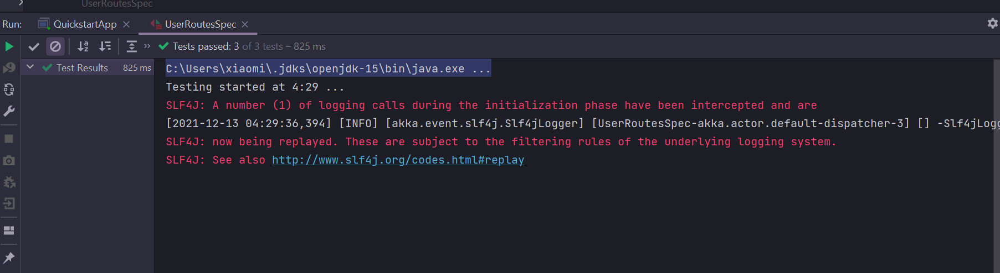 UserRoutesSpec
Run: QuickstartApp UserRoutesSpec
Tests passed: 3 of 3 tests – 825 ms
Test Results 825 ms
C:\Users\xiaomi\.jdks\openjdk-15\bin\java.exe ...
Testing started at 4:29 ...
SLF4J: A number (1) of logging calls during the initialization phase have been intercepted and are
[2021-12-13 04:29:36,394] [INFO] [akka.event.slf4j.Slf4jLogger] [UserRoutesSpec-akka.actor.default-dispatcher-3] [] -Slf4jLogg
SLF4J: now being replayed. These are subject to the filtering rules of the underlying logging system.
SLF4J: See also http://www.slf4j.org/codes.html#replay